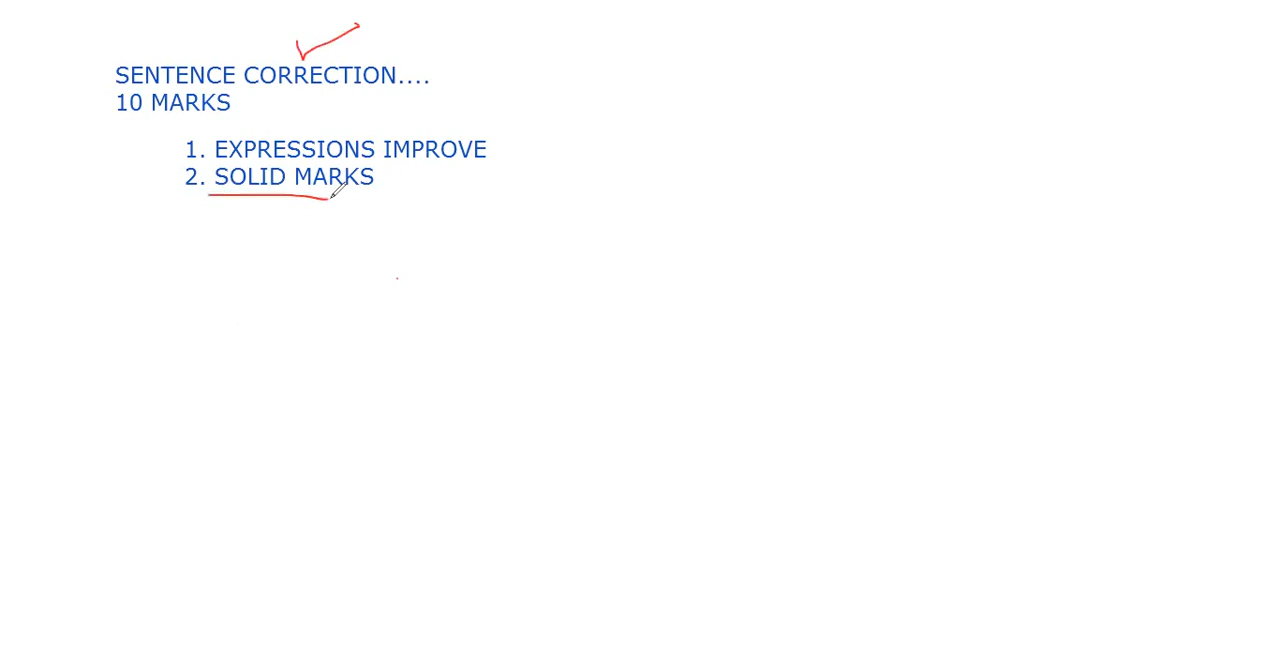 SENTENCE CORRECTION....
10 MARKS
1. EXPRESSIONS IMPROVE
2. SOLID MARKS